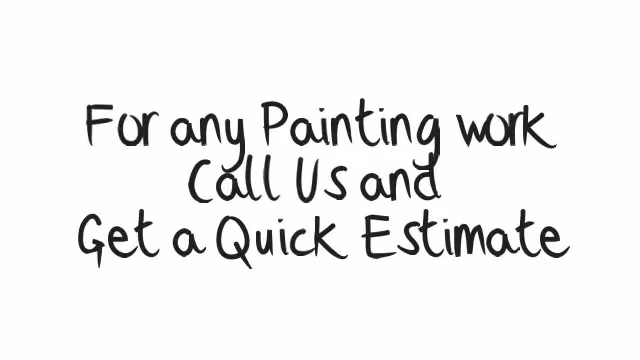 For any Painting work
Call Us and
Get a Quick Estimate